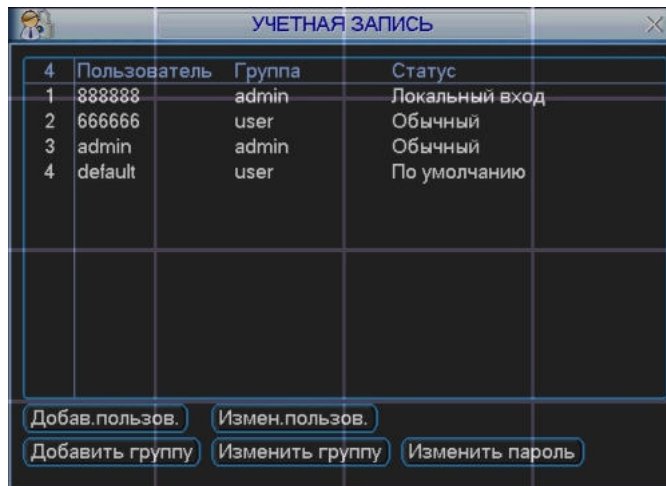 УЧЕТНАЯ ЗАПИСЬ
4 Пользователь Группа Статус
1 888888 admin Локальный вход
2 666666 user Обычный
3 admin admin Обычный
4 default user По умолчанию
Добав.пользов. Измен.пользов.
Добавить группу Изменить группу Изменить пароль